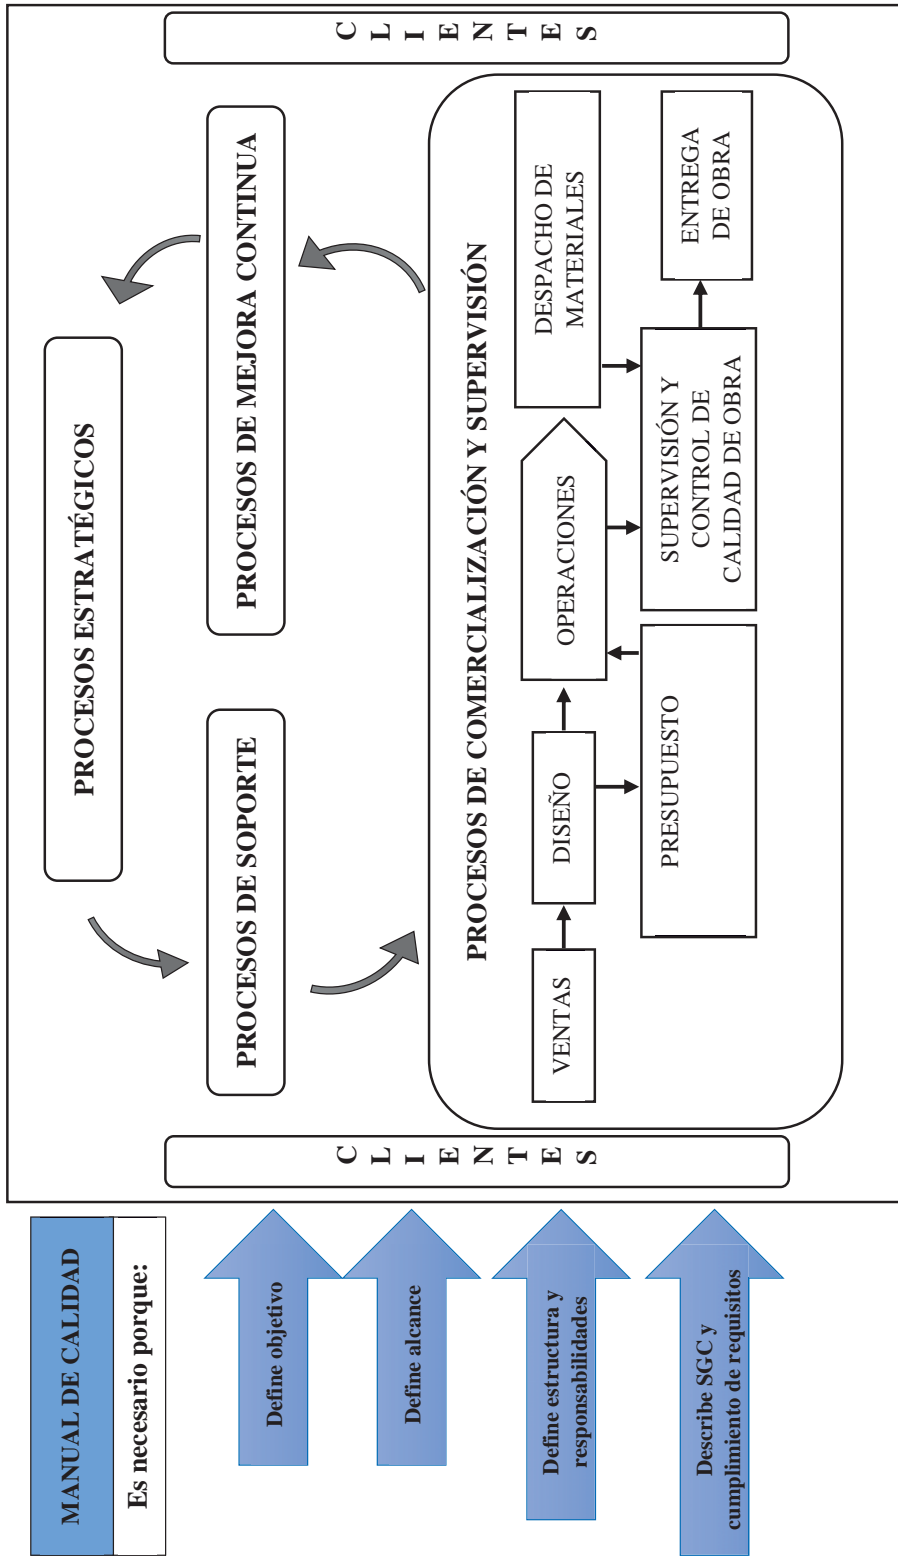 MANUAL DE CALIDAD
Es necesario porque:
Define objetivo
Define alcance
Define estructura y
responsabilidades
Describe SGC y
cumplimiento de requisitos
C
L
I
E
N
T
E
S
PROCESOS ESTRATÉGICOS
PROCESOS DE SOPORTE
PROCESOS DE MEJORA CONTINUA
PROCESOS DE COMERCIALIZACIÓN Y SUPERVISIÓN
VENTAS
DISEÑO
PRESUPUESTO
OPERACIONES
DESPACHO DE
MATERIALES
SUPERVISIÓN Y
CONTROL DE
CALIDAD DE OBRA
ENTREGA
DE OBRA
C
L
I
E
N
T
E
S